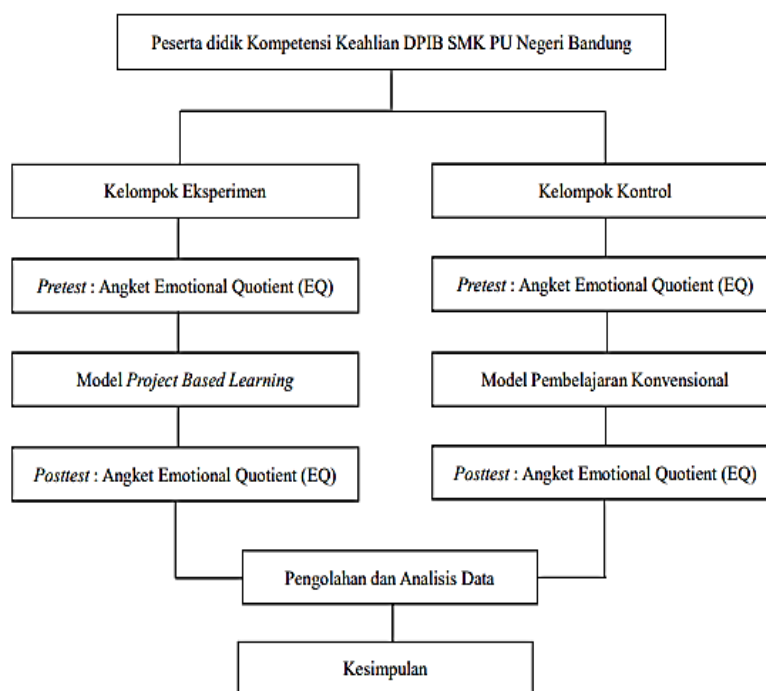 Peserta didik Kompetensi Keahlian DPIB SMK PU Negeri Bandung
Kelompok Eksperimen
Kelompok Kontrol
Pretest : Angket Emotional Quotient (EQ)
Pretest : Angket Emotional Quotient (EQ)
Model Project Based Learning
Model Pembelajaran Konvensional
Posttest : Angket Emotional Quotient (EQ)
Posttest : Angket Emotional Quotient (EQ)
Pengolahan dan Analisis Data
Kesimpulan